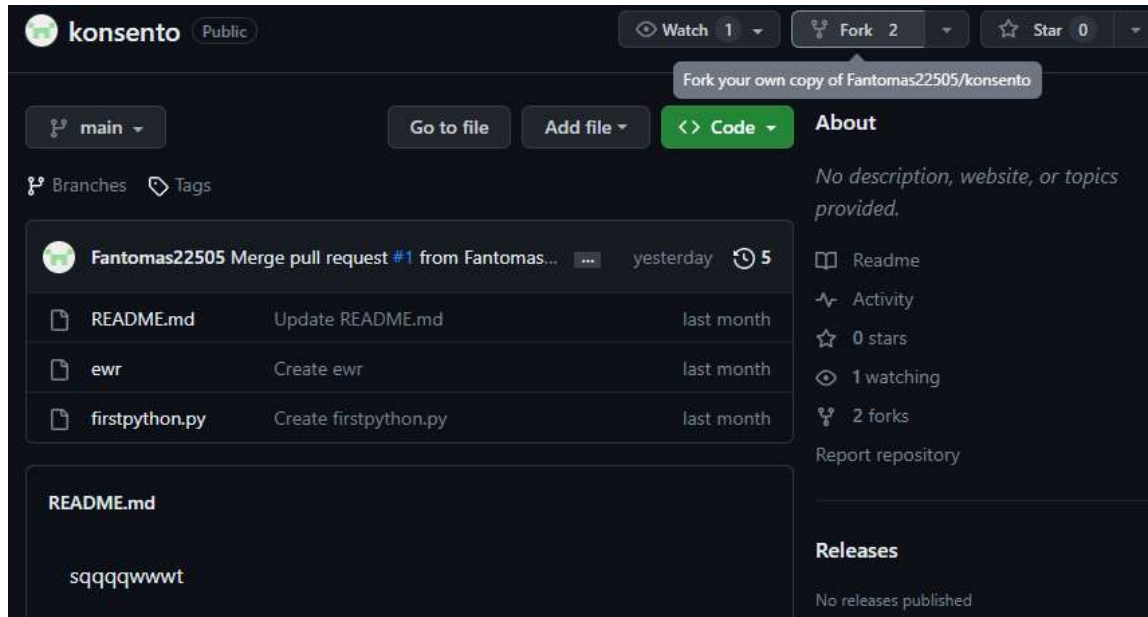 konsento Public
Watch 1
Fork 2
Star 0
Fork your own copy of Fantomas22505/konsento
main
Go to file
Add file
<> Code
Branches
Tags
Fantomas22505 Merge pull request #1 from Fantomas... ... yesterday 5
README.md Update README.md last month
ewr Create ewr last month
firstpython.py Create firstpython.py last month
README.md
sqqqqwwwt
About
No description, website, or topics
provided.
Readme
Activity
0 stars
1 watching
2 forks
Report repository
Releases
No releases published